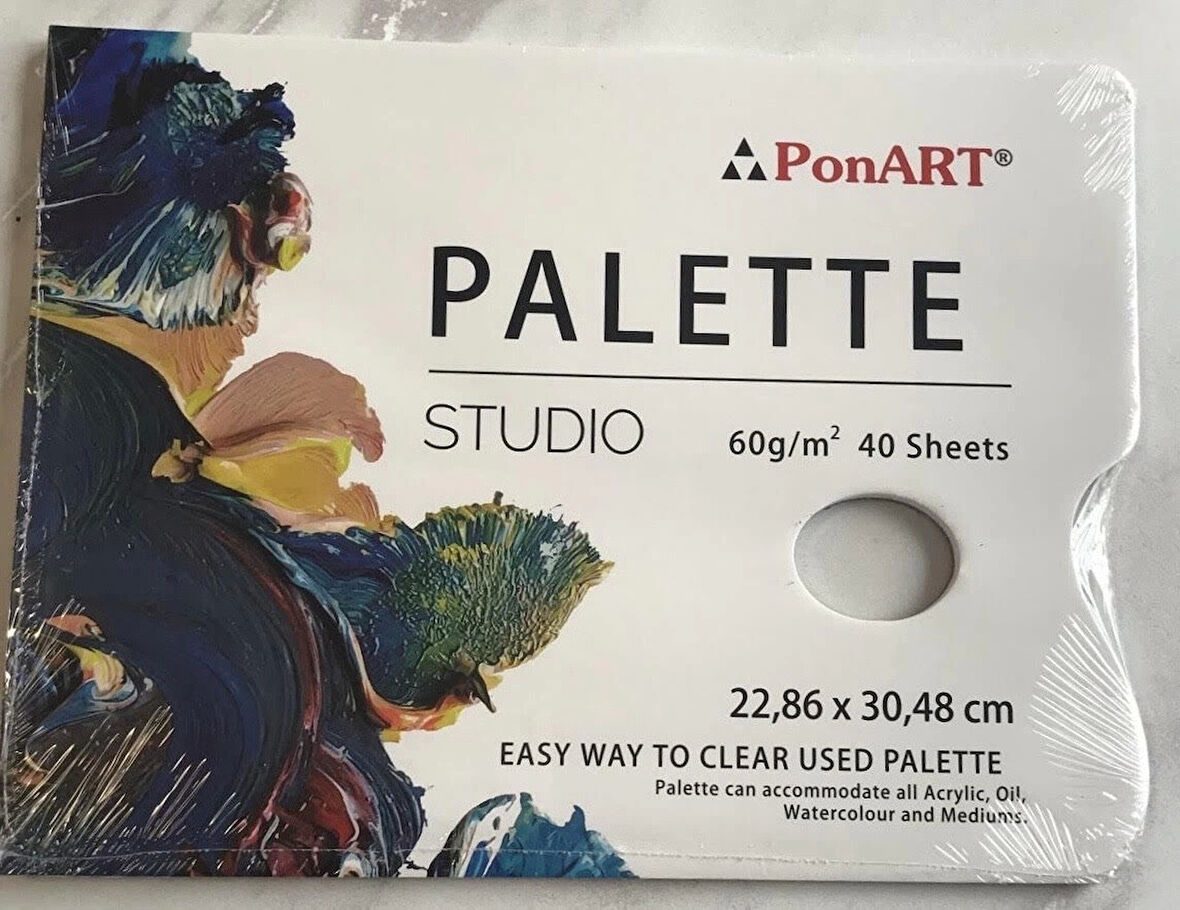 PonART®
PALETTE
STUDIO
60g/m² 40 Sheets
22,86 x 30,48 cm
EASY WAY TO CLEAR USED PALETTE
Palette can accommodate all Acrylic, Oil,
Watercolour and Mediums.